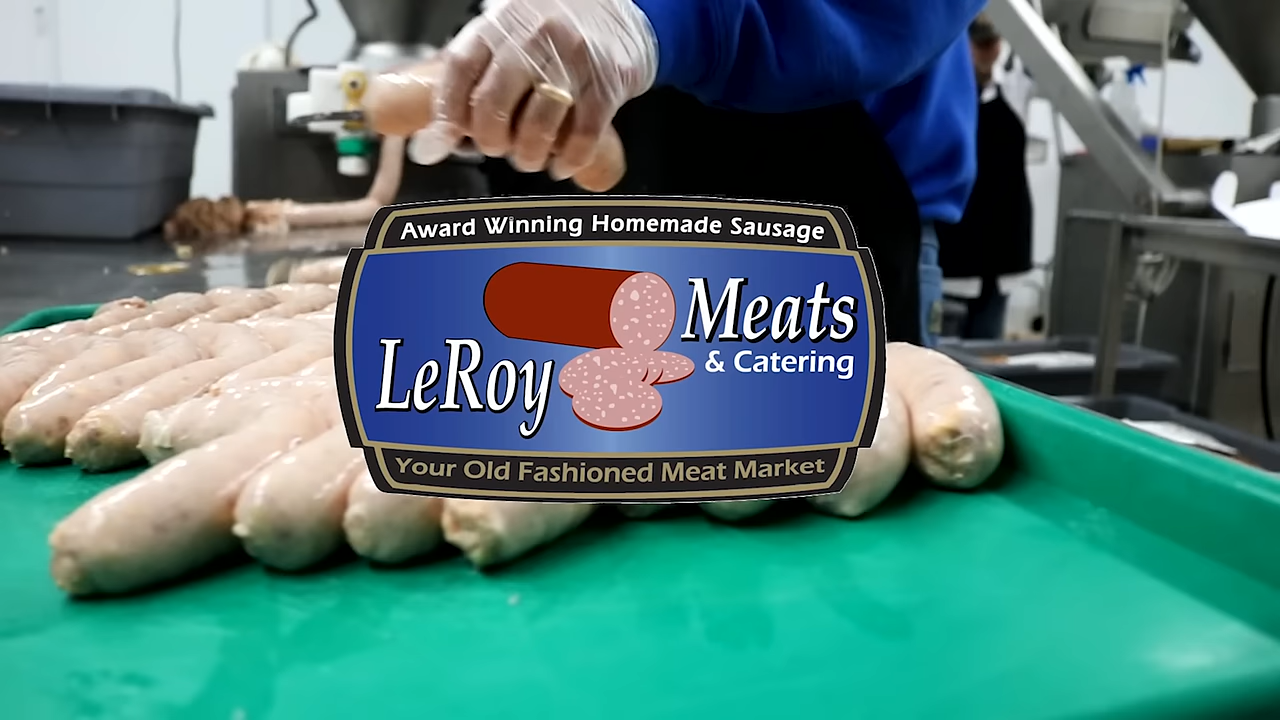 Award Winning Homemade Sausage
LeRoy Meats
& Catering
Your Old Fashioned Meat Market